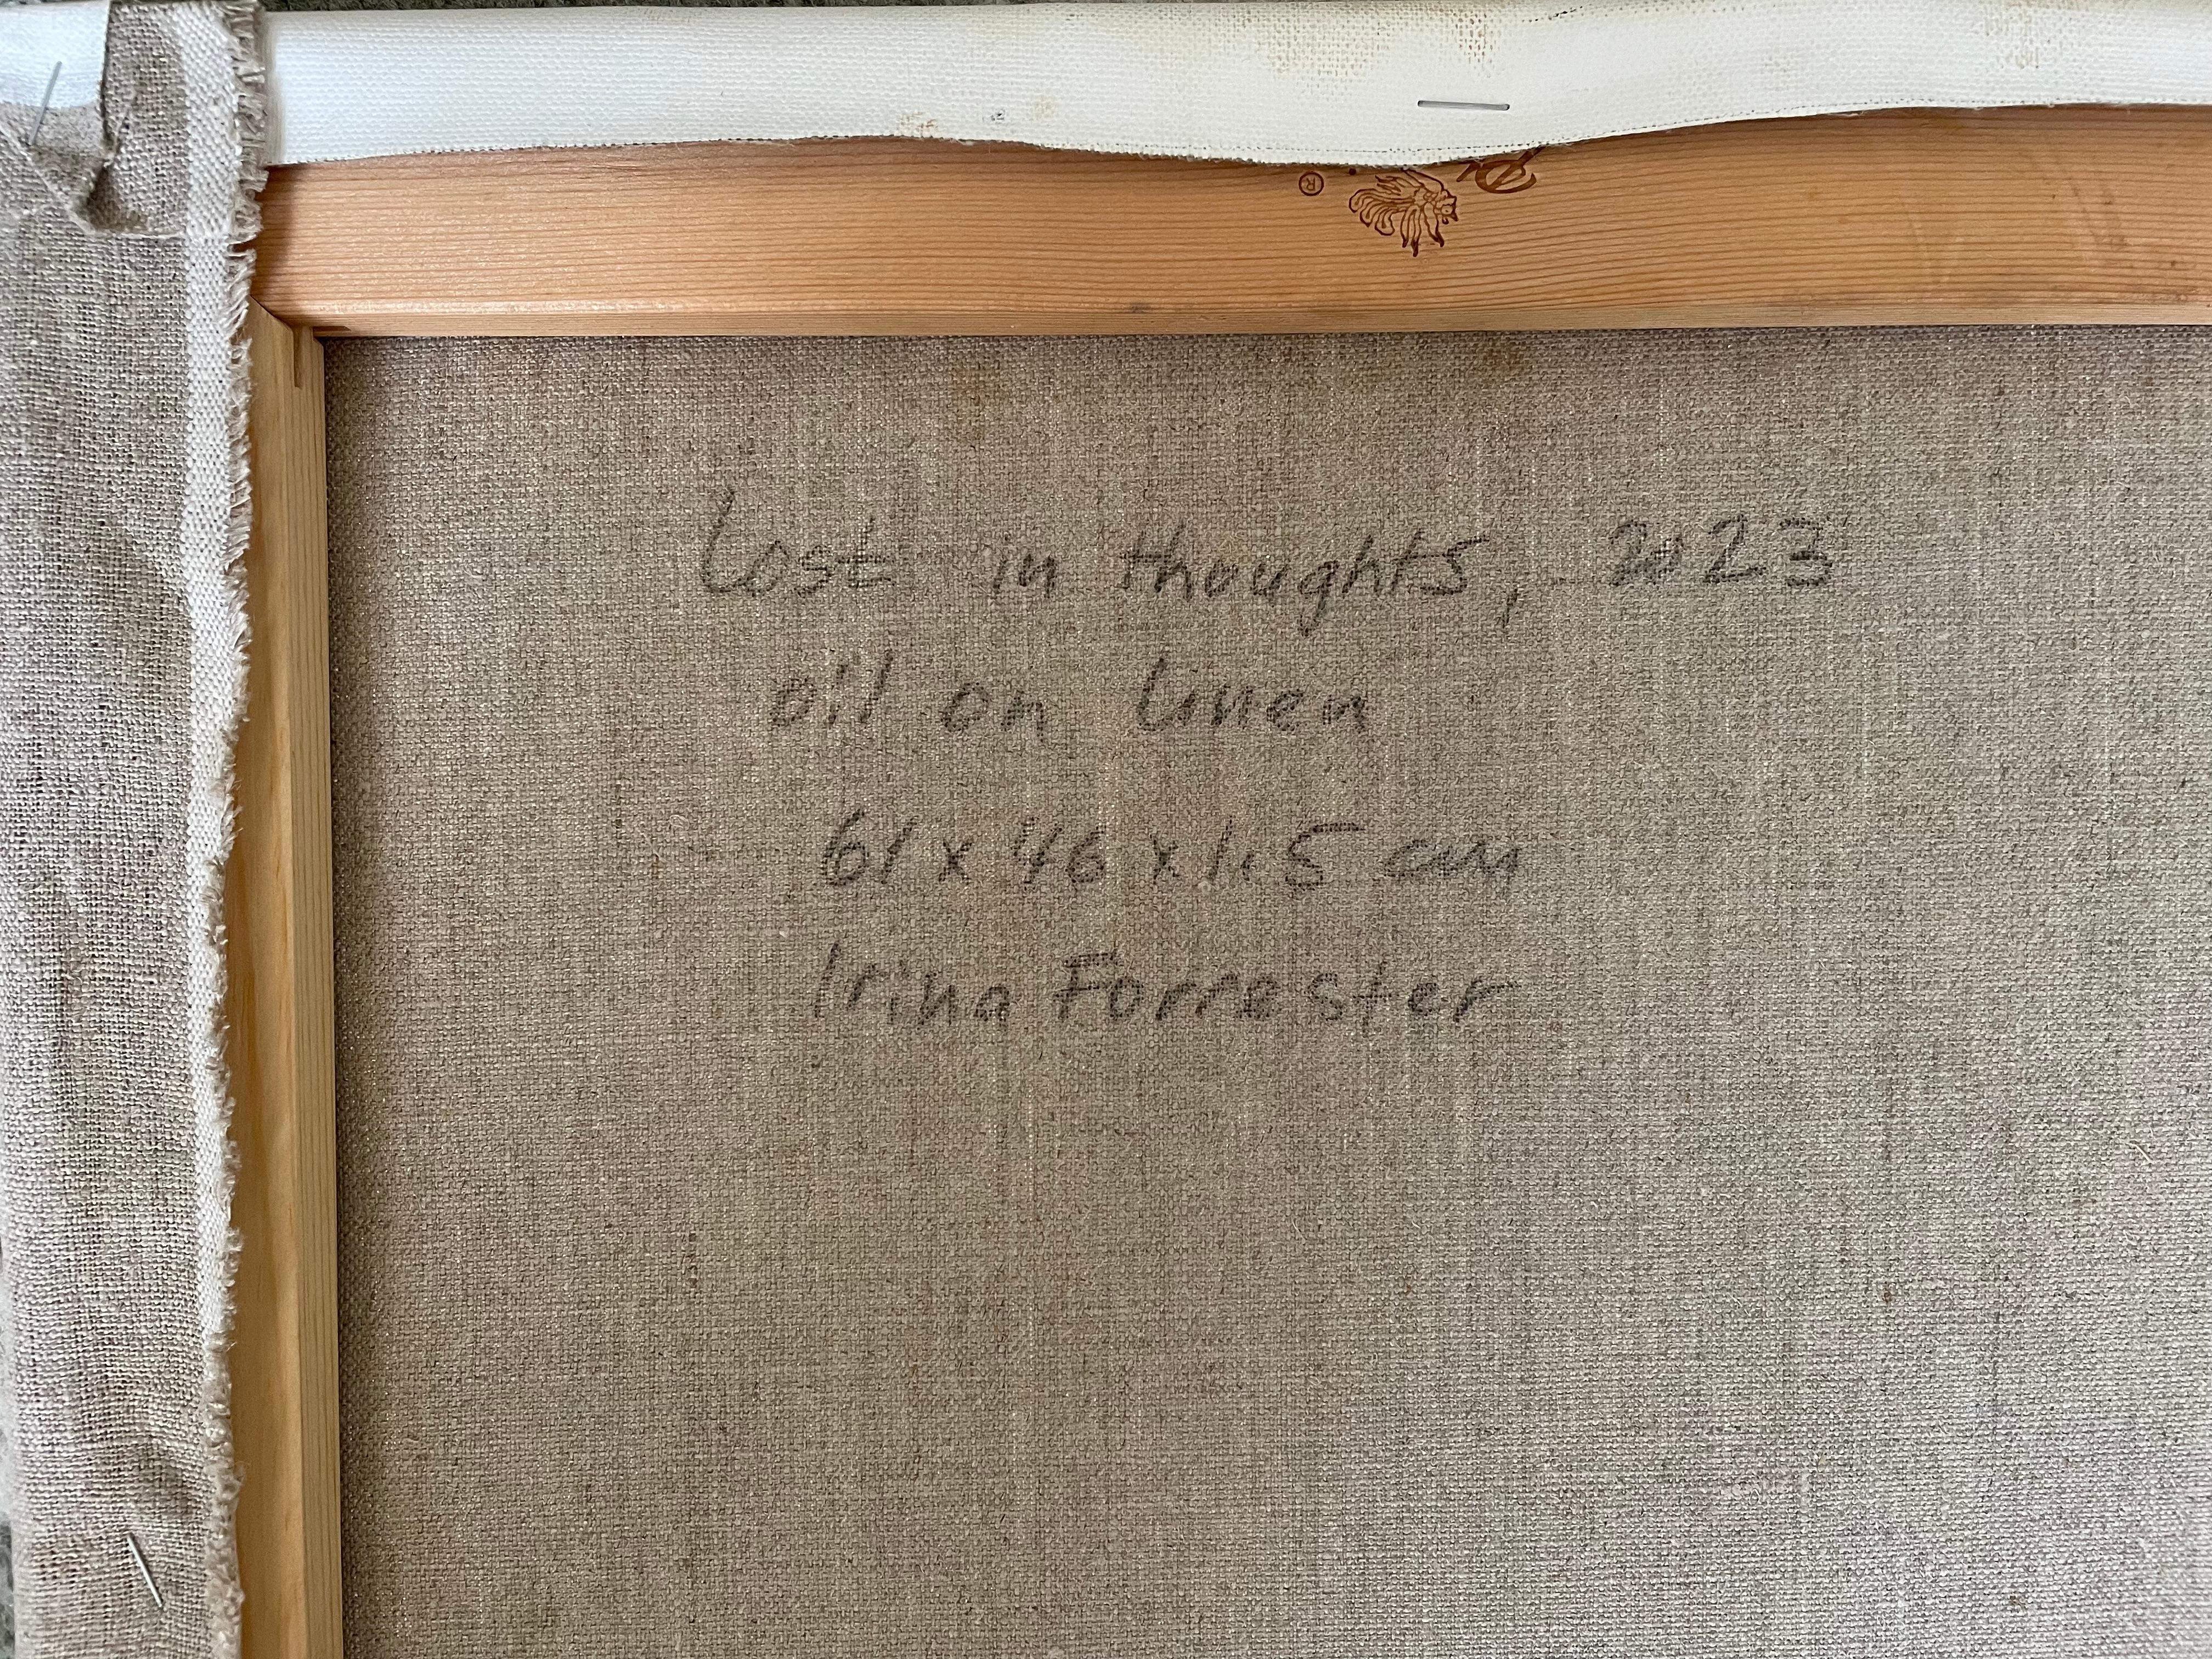 Lost in thoughts, 2023
oil on linen
61 x 46 x 1.5 cm
Irina Forrester
®